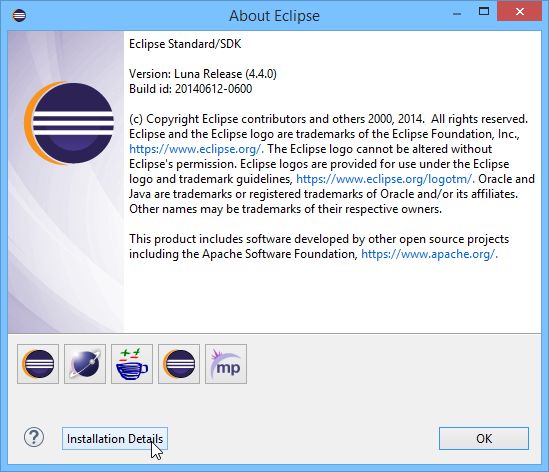 About Eclipse
Eclipse Standard/SDK
Version: Luna Release (4.4.0)
Build id: 20140612-0600
(c) Copyright Eclipse contributors and others 2000, 2014.  All rights reserved.
Eclipse and the Eclipse logo are trademarks of the Eclipse Foundation, Inc.,
https://www.eclipse.org/. The Eclipse logo cannot be altered without
Eclipse's permission. Eclipse logos are provided for use under the Eclipse
logo and trademark guidelines, https://www.eclipse.org/logotm/. Oracle and
Java are trademarks or registered trademarks of Oracle and/or its affiliates.
Other names may be trademarks of their respective owners.
This product includes software developed by other open source projects
including the Apache Software Foundation, https://www.apache.org/.
mp
?
Installation Details
OK